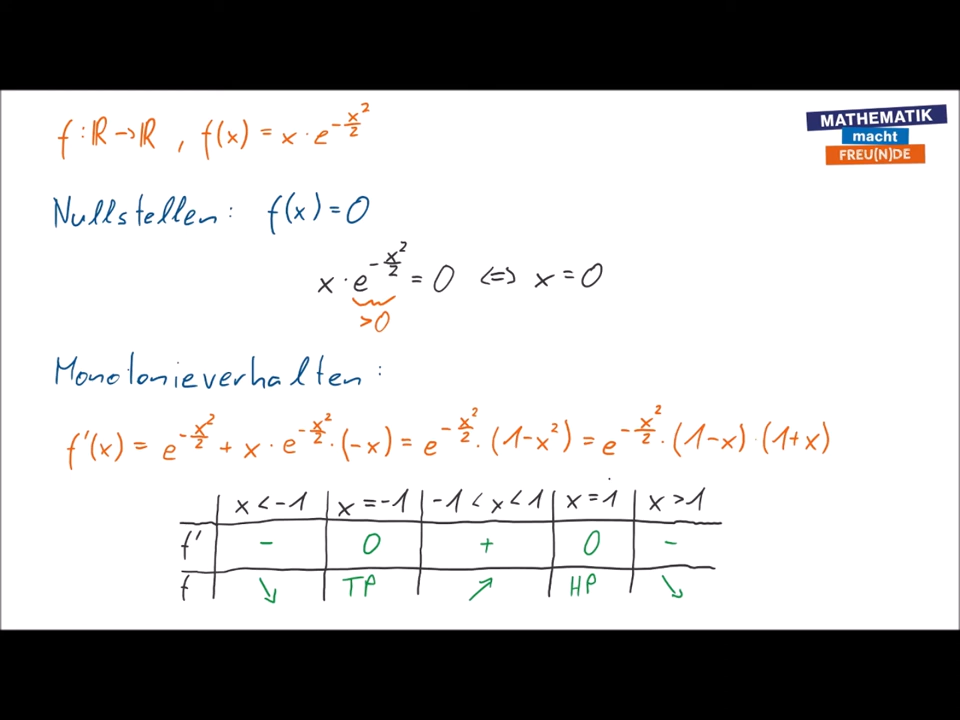 f : ℝ → ℝ , f(x) = x · e^(-x²/2)
MATHEMATIK
macht
FREU(N)DE
Nullstellen: f(x) = 0
x · e^(-x²/2) = 0 ⇔ x = 0
>0
Monotonieverhalten:
f'(x) = e^(-x²/2) + x · e^(-x²/2) · (-x) = e^(-x²/2) · (1-x²) = e^(-x²/2) · (1-x) · (1+x)
x < -1 | x = -1 | -1 < x < 1 | x = 1 | x > 1
f' | - | 0 | + | 0 | -
f | ↘ | TP | ↗ | HP | ↘